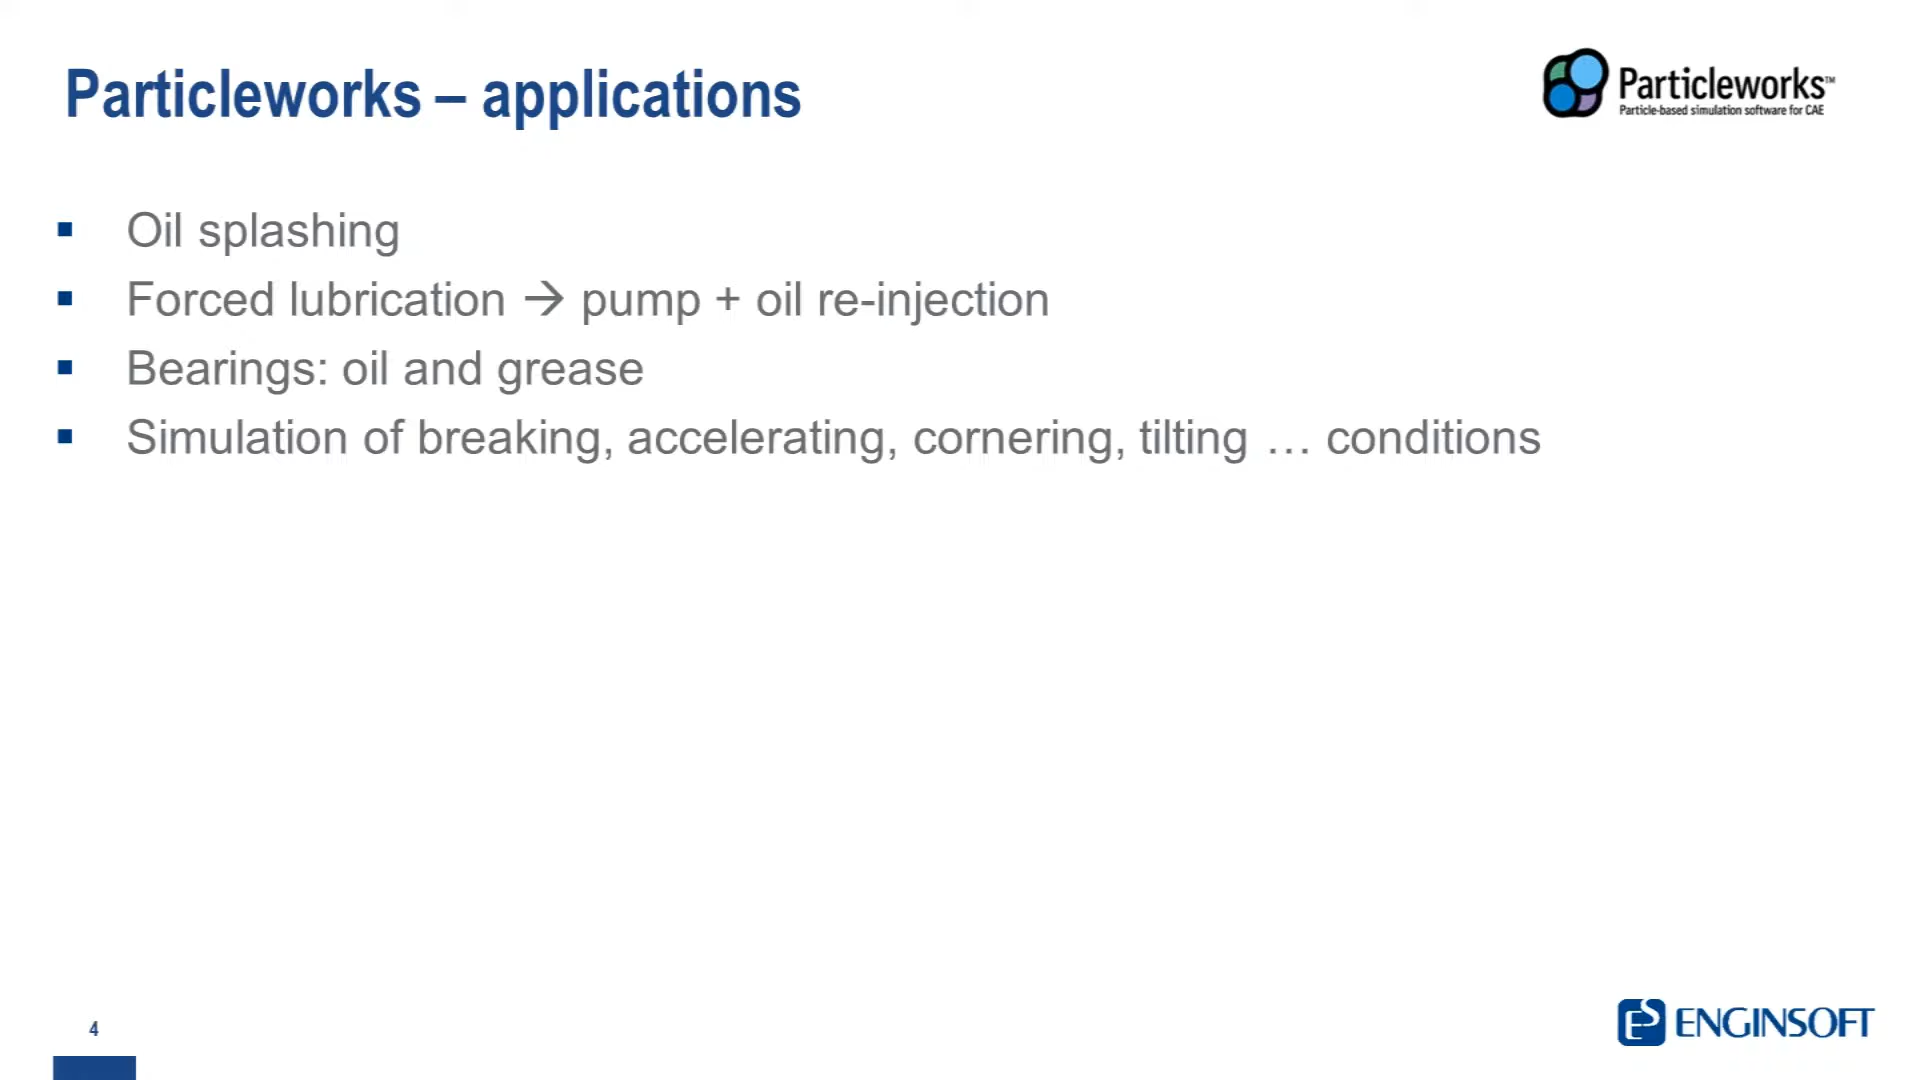 Particleworks – applications
Particleworks™
Particle-based simulation software for CAE
Oil splashing
Forced lubrication → pump + oil re-injection
Bearings: oil and grease
Simulation of breaking, accelerating, cornering, tilting … conditions
4
ES ENGINSOFT